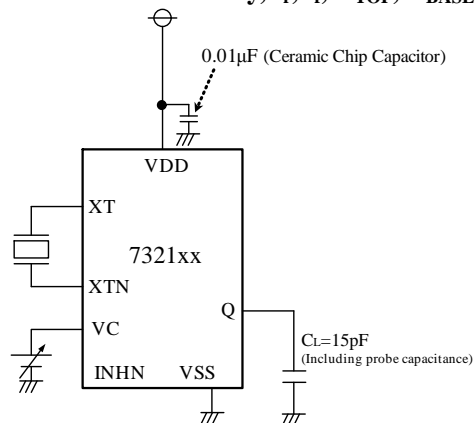 0.01μF (Ceramic Chip Capacitor)
VDD
XT
7321xx
XTN
Q
VC
CL=15pF
(Including probe capacitance)
INHN VSS